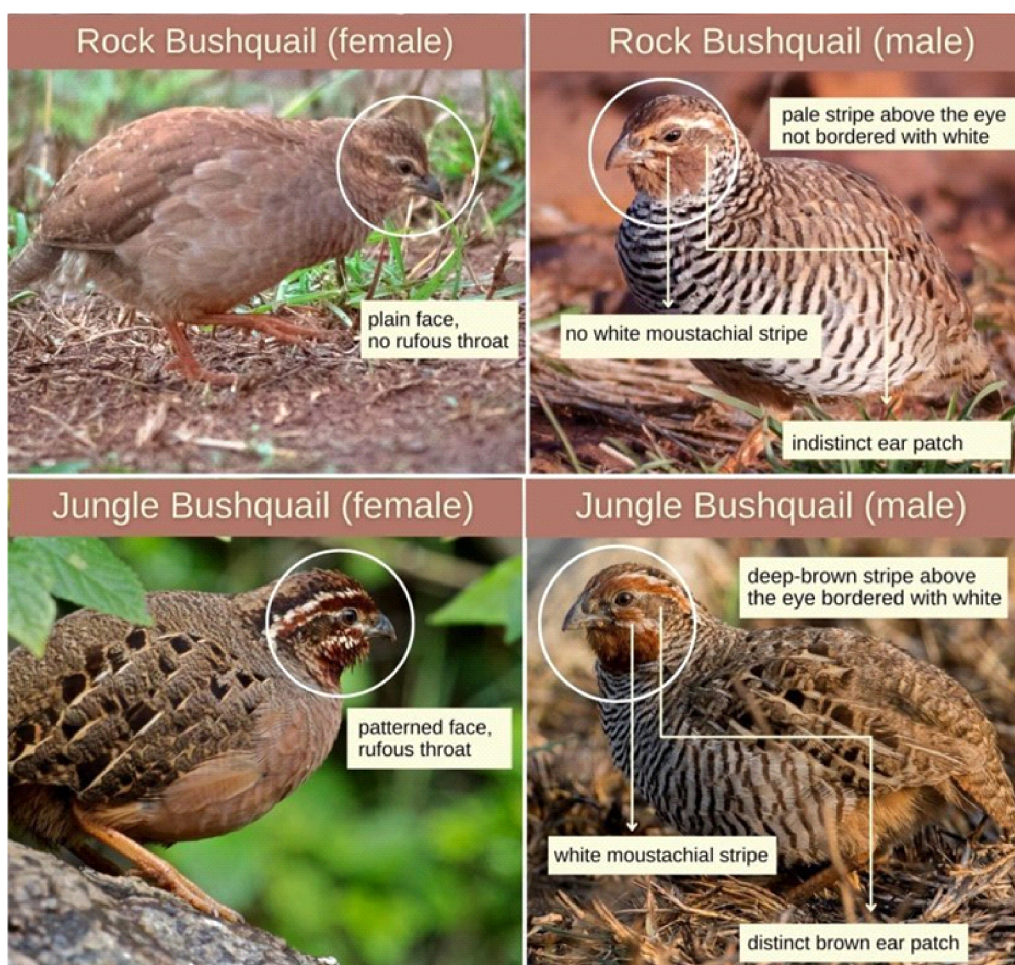 Rock Bushquail (female)
plain face,
no rufous throat
Rock Bushquail (male)
pale stripe above the eye
not bordered with white
no white moustachial stripe
indistinct ear patch
Jungle Bushquail (female)
patterned face,
rufous throat
Jungle Bushquail (male)
deep-brown stripe above
the eye bordered with white
white moustachial stripe
distinct brown ear patch